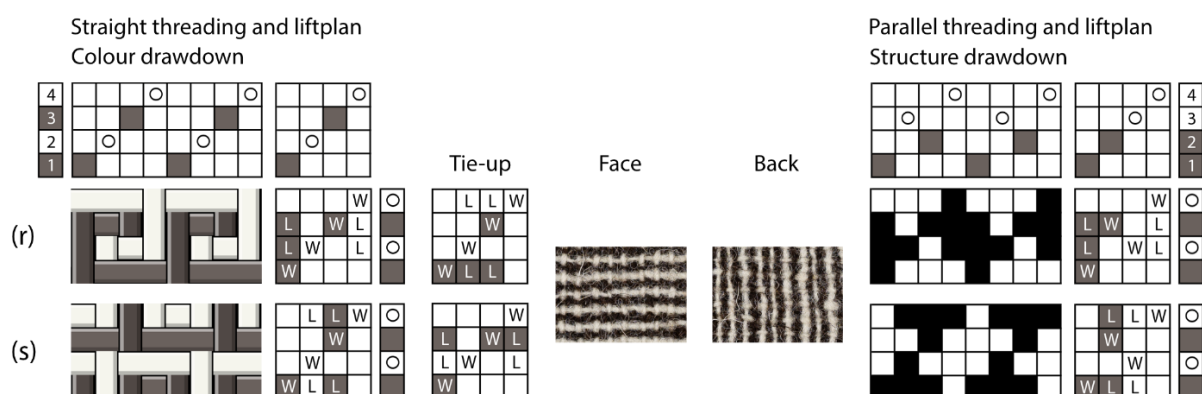 Straight threading and liftplan
Colour drawdown
Parallel threading and liftplan
Structure drawdown
4
3
2
1
Tie-up
Face
Back
4
3
2
1
(r)
W
L W L
L W L
W
L L W
W
W
W L L
W
L W L
L W L
W
(s)
L L W
W
W
W L L
W
L W L
L W L
W
L L W
W
W
W L L